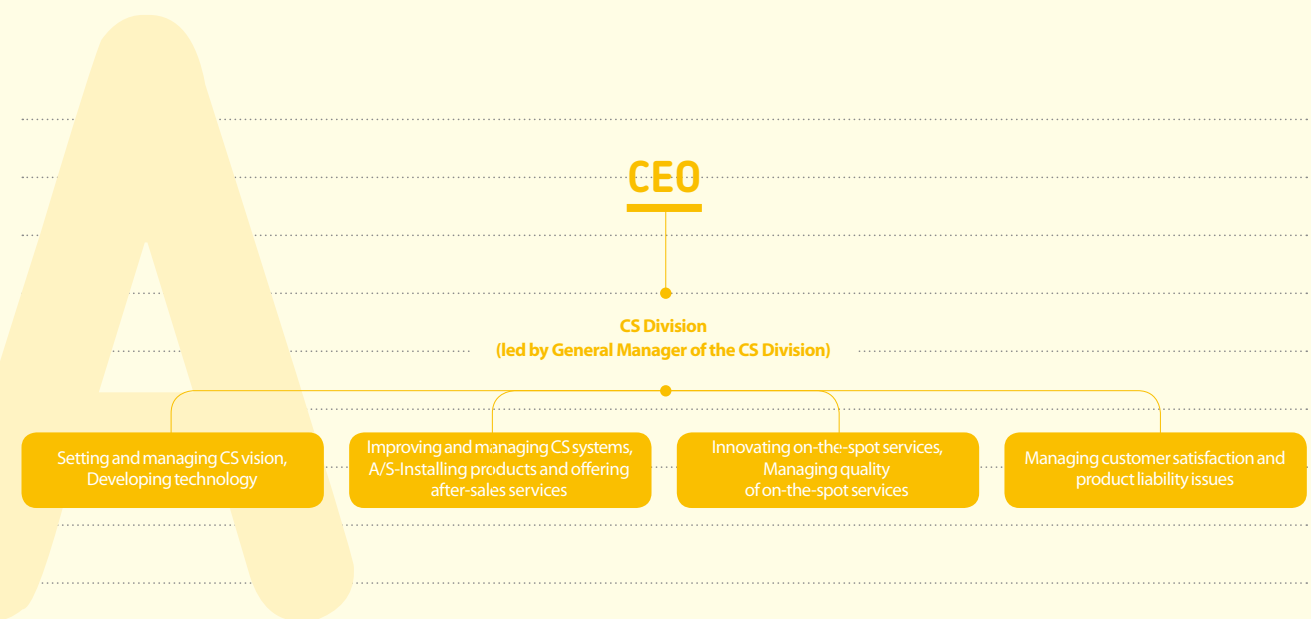 A
CEO
CS Division
(led by General Manager of the CS Division)
Setting and managing CS vision,
Developing technology
Improving and managing CS systems,
A/S-Installing products and offering
after-sales services
Innovating on-the-spot services,
Managing quality
of on-the-spot services
Managing customer satisfaction and
product liability issues